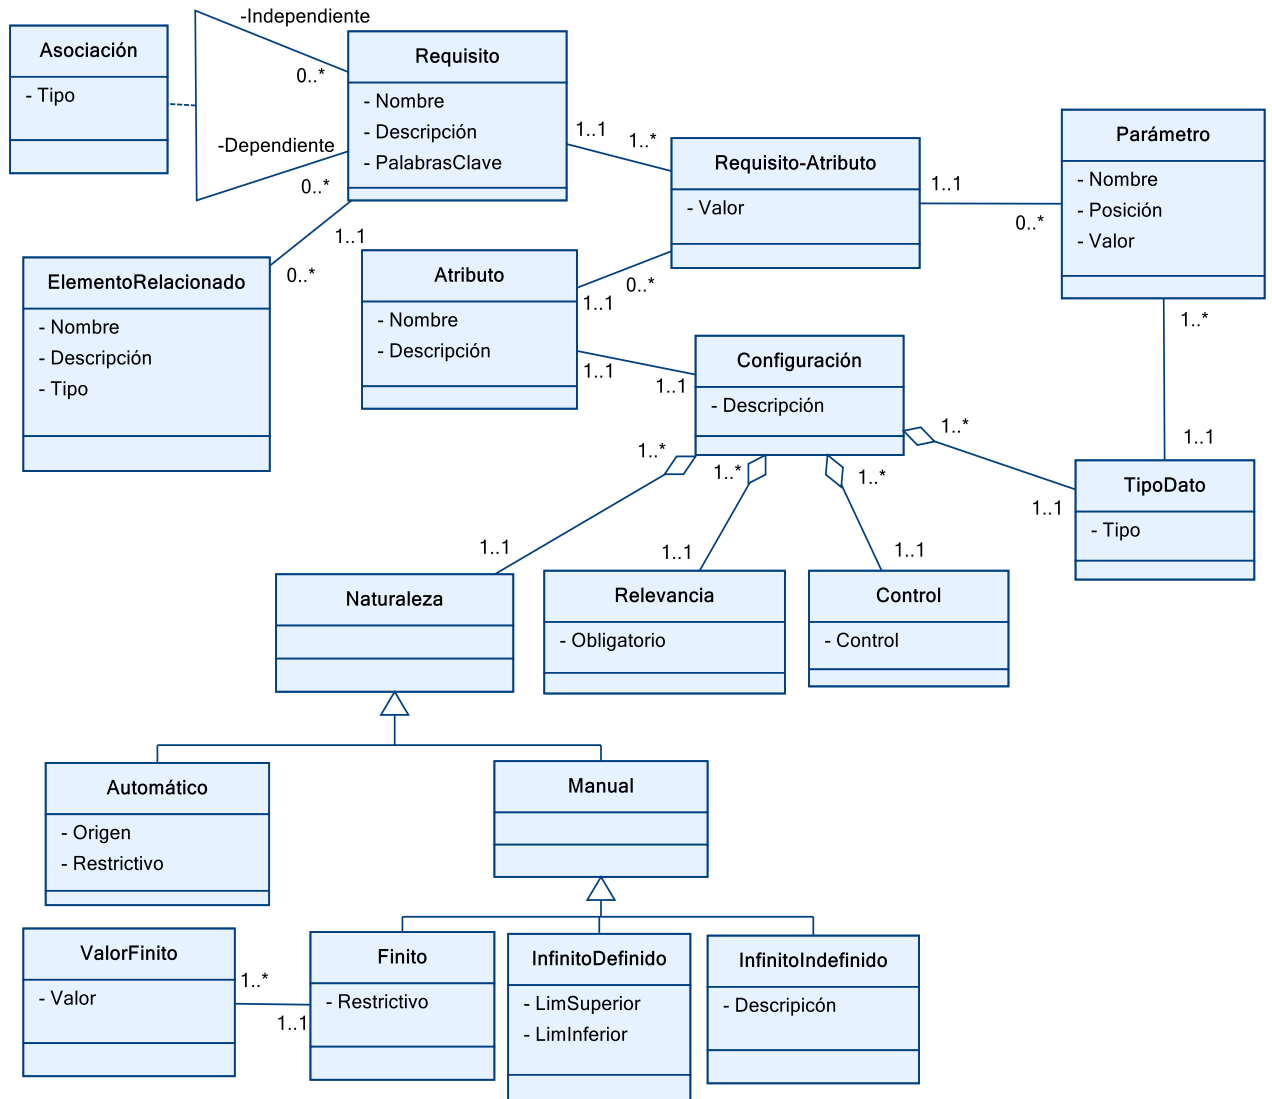 -Independiente
Asociación
- Tipo
0..*
-Dependiente
0..*
Requisito
- Nombre
- Descripción
- PalabrasClave
1..1
1..*
Requisito-Atributo
- Valor
1..1
0..*
Parámetro
- Nombre
- Posición
- Valor
1..1
0..*
ElementoRelacionado
- Nombre
- Descripción
- Tipo
Atributo
- Nombre
- Descripción
1..1
0..*
1..1
1..1
Configuración
- Descripción
1..*
1..1
TipoDato
- Tipo
1..*
1..1
1..*
1..*
1..*
1..1
1..1
1..1
Naturaleza
Relevancia
- Obligatorio
Control
- Control
Automático
- Origen
- Restrictivo
Manual
ValorFinito
- Valor
1..*
1..1
Finito
- Restrictivo
InfinitoDefinido
- LimSuperior
- LimInferior
InfinitoIndefinido
- Descripicón